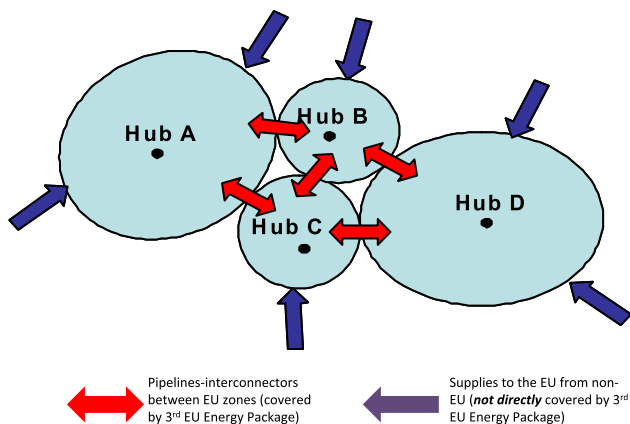 Hub B
Hub A
Hub D
Hub C
Pipelines-interconnectors
between EU zones (covered
by 3rd EU Energy Package)
Supplies to the EU from non-
EU (not directly covered by 3rd
EU Energy Package)